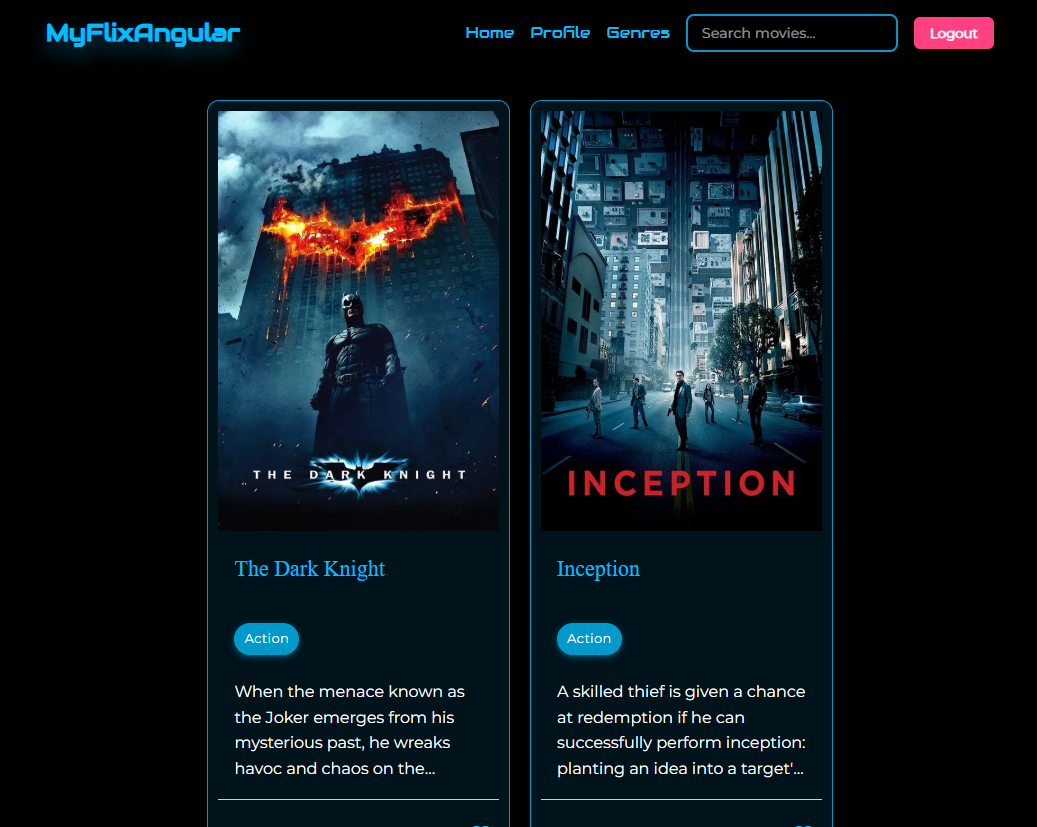 MyFlixAngular
Home Profile Genres Search movies... Logout
THE DARK KNIGHT
INCEPTION
The Dark Knight
Action
When the menace known as
the Joker emerges from his
mysterious past, he wreaks
havoc and chaos on the...
Inception
Action
A skilled thief is given a chance
at redemption if he can
successfully perform inception:
planting an idea into a target'...